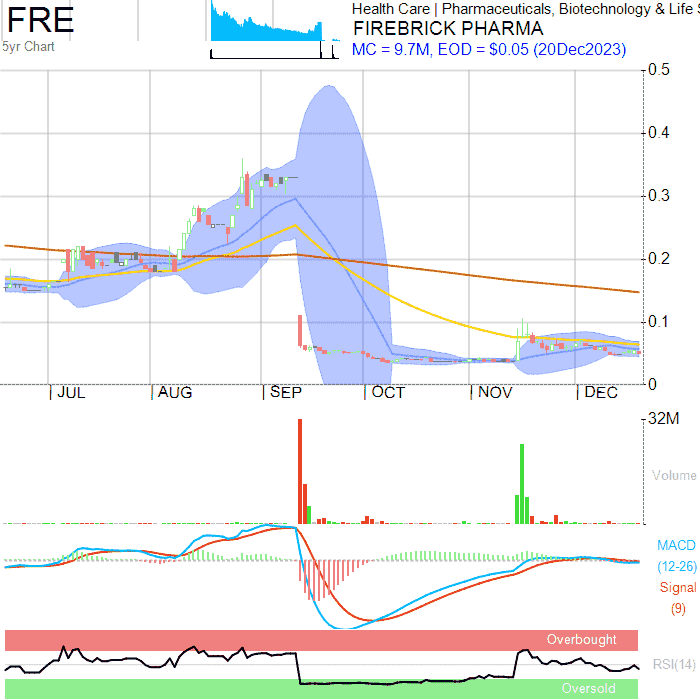 FRE
5yr Chart
Health Care | Pharmaceuticals, Biotechnology & Life S
FIREBRICK PHARMA
MC = 9.7M, EOD = $0.05 (20Dec2023)
0.5
0.4
0.3
0.2
0.1
0
JUL AUG SEP OCT NOV DEC
32M
Volume
MACD
(12-26)
Signal
(9)
Overbought
RSI(14)
Oversold